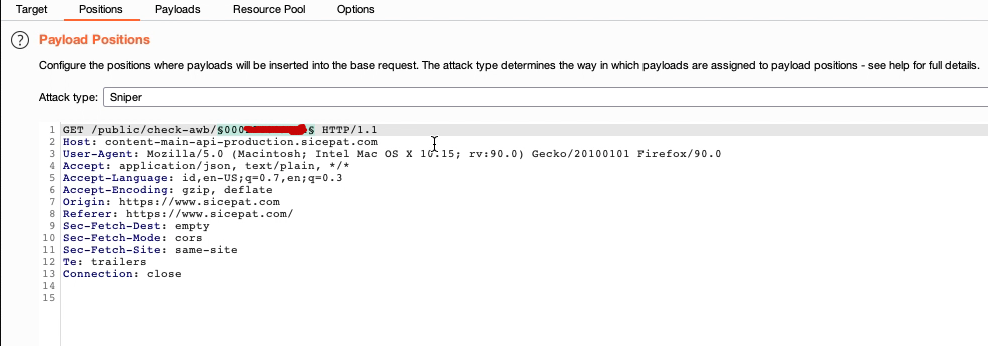 Target Positions Payloads Resource Pool Options
? Payload Positions
Configure the positions where payloads will be inserted into the base request. The attack type determines the way in which payloads are assigned to payload positions - see help for full details.
Attack type: Sniper
1 GET /public/check-awb/§000 § HTTP/1.1
2 Host: content-main-api-production.sicepat.com
3 User-Agent: Mozilla/5.0 (Macintosh; Intel Mac OS X 10.15; rv:90.0) Gecko/20100101 Firefox/90.0
4 Accept: application/json, text/plain, */*
5 Accept-Language: id,en-US;q=0.7,en;q=0.3
6 Accept-Encoding: gzip, deflate
7 Origin: https://www.sicepat.com
8 Referer: https://www.sicepat.com/
9 Sec-Fetch-Dest: empty
10 Sec-Fetch-Mode: cors
11 Sec-Fetch-Site: same-site
12 Te: trailers
13 Connection: close
14
15